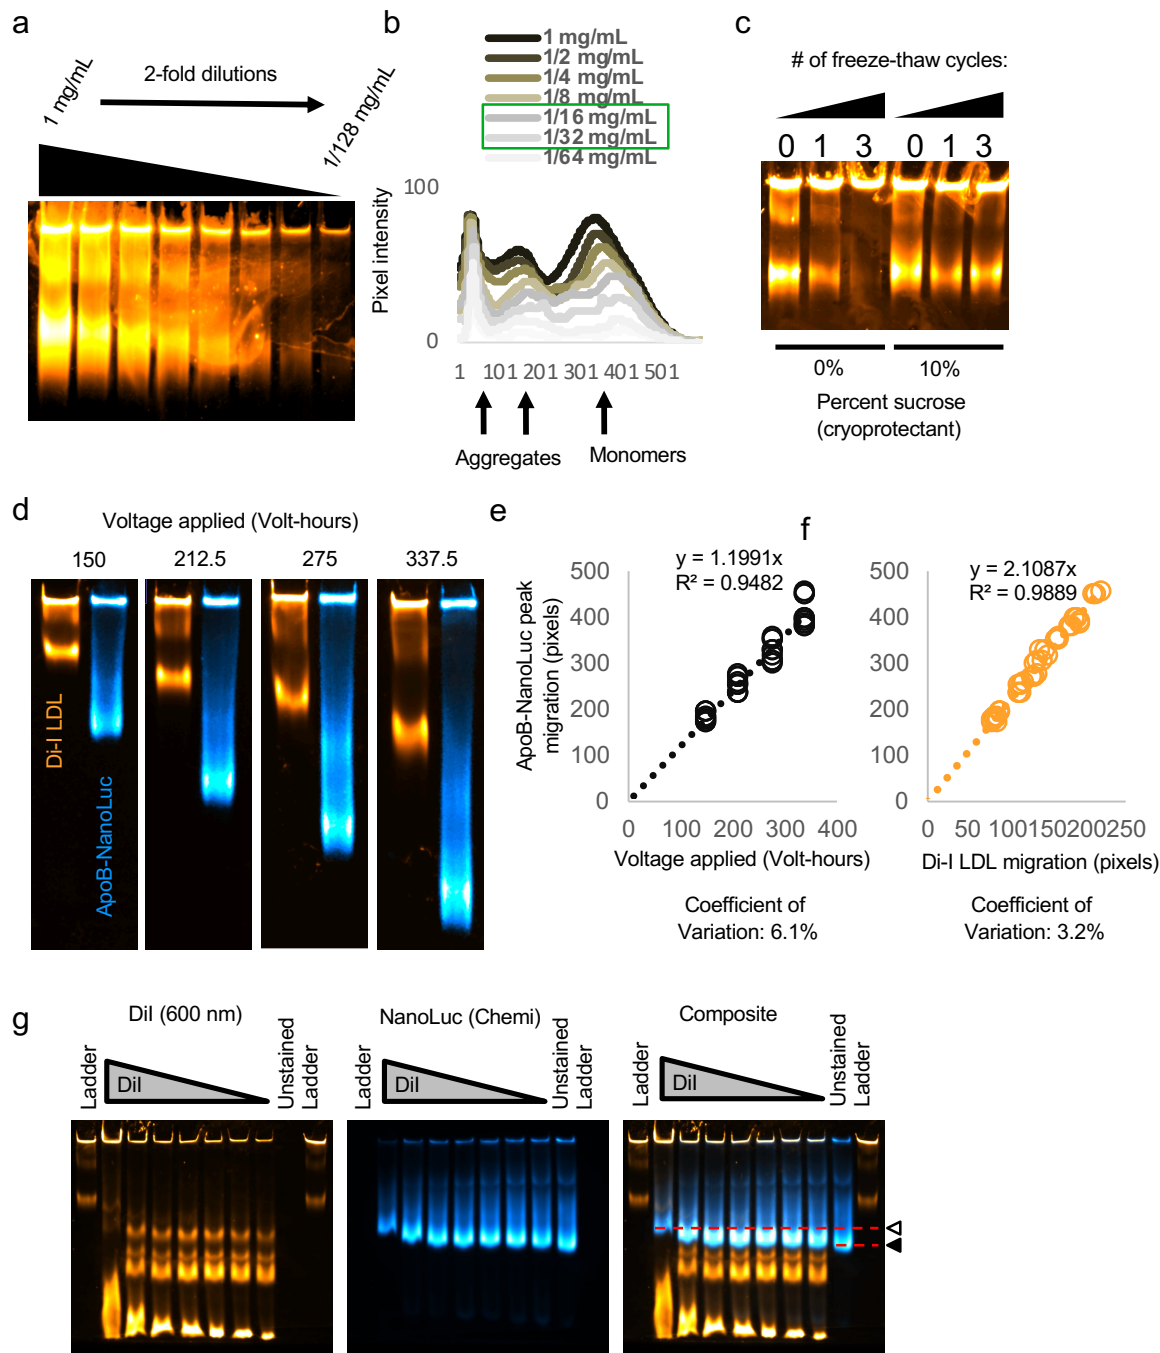 a
1 mg/mL
2-fold dilutions
1/128 mg/mL
b
1 mg/mL
1/2 mg/mL
1/4 mg/mL
1/8 mg/mL
1/16 mg/mL
1/32 mg/mL
1/64 mg/mL
Pixel intensity
100
0
1 101 201 301 401 501
Aggregates
Monomers
c
# of freeze-thaw cycles:
0 1 3 0 1 3
0% 10%
Percent sucrose
(cryoprotectant)
d
Voltage applied (Volt-hours)
150 212.5 275 337.5
Di-I LDL
ApoB-NanoLuc
e
y = 1.1991x
R² = 0.9482
ApoB-NanoLuc peak
migration (pixels)
500
400
300
200
100
0
0 100 200 300 400
Voltage applied (Volt-hours)
Coefficient of
Variation: 6.1%
f
y = 2.1087x
R² = 0.9889
500
400
300
200
100
0
0 50 100 150 200 250
Di-I LDL migration (pixels)
Coefficient of
Variation: 3.2%
g
DiI (600 nm)
Ladder
DiI
Unstained
Ladder
NanoLuc (Chemi)
Ladder
DiI
Unstained
Ladder
Composite
Ladder
DiI
Unstained
Ladder